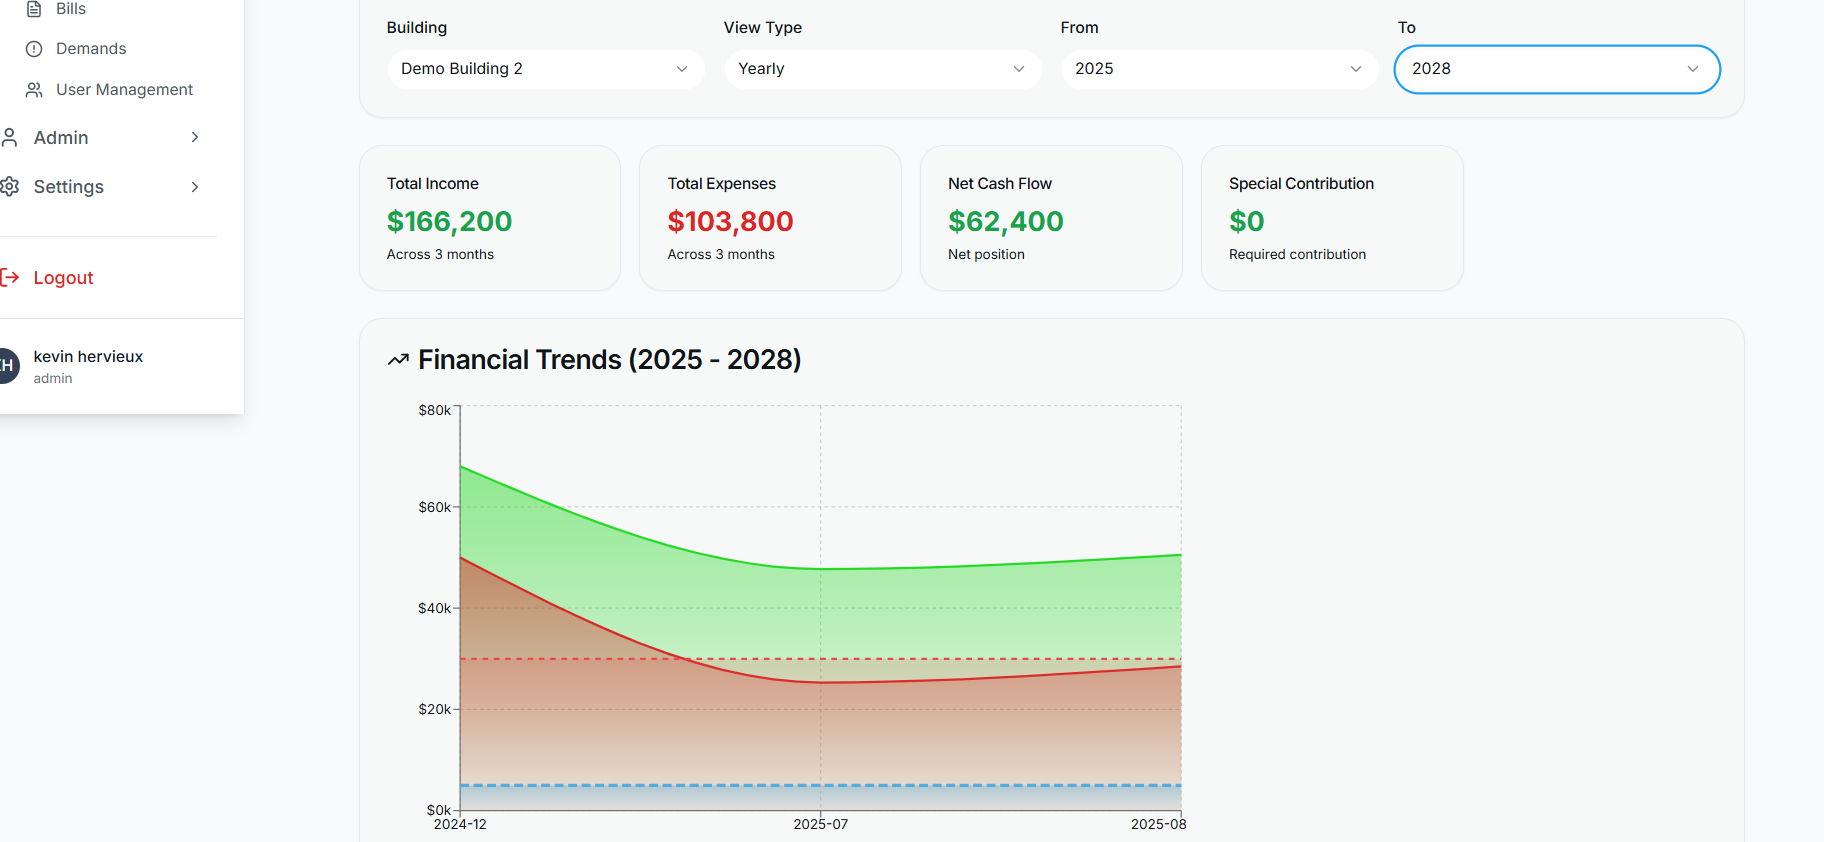 Bills
Demands
User Management
Admin
Settings
Logout
KH
kevin hervieux
admin
Building
View Type
From
To
Demo Building 2
Yearly
2025
2028
Total Income
$166,200
Across 3 months
Total Expenses
$103,800
Across 3 months
Net Cash Flow
$62,400
Net position
Special Contribution
$0
Required contribution
Financial Trends (2025 - 2028)
$80k
$60k
$40k
$20k
$0k
2024-12
2025-07
2025-08